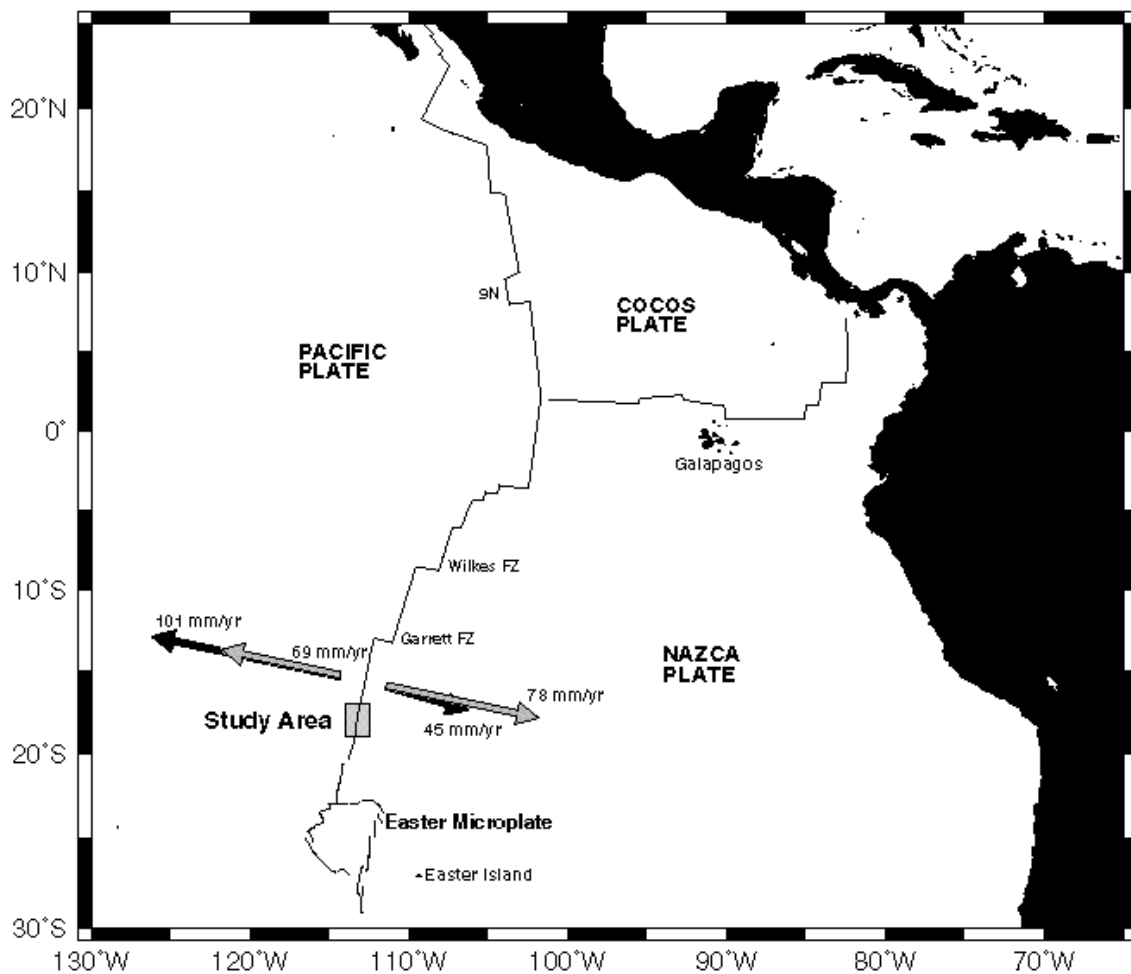 20°N
10°N
0°
10°S
20°S
30°S
130°W
120°W
110°W
100°W
90°W
80°W
70°W
9N
COCOS
PLATE
PACIFIC
PLATE
Galapagos
Wilkes FZ
101 mm/yr
Garrett FZ
69 mm/yr
NAZCA
PLATE
78 mm/yr
Study Area
45 mm/yr
Easter Microplate
Easter Island